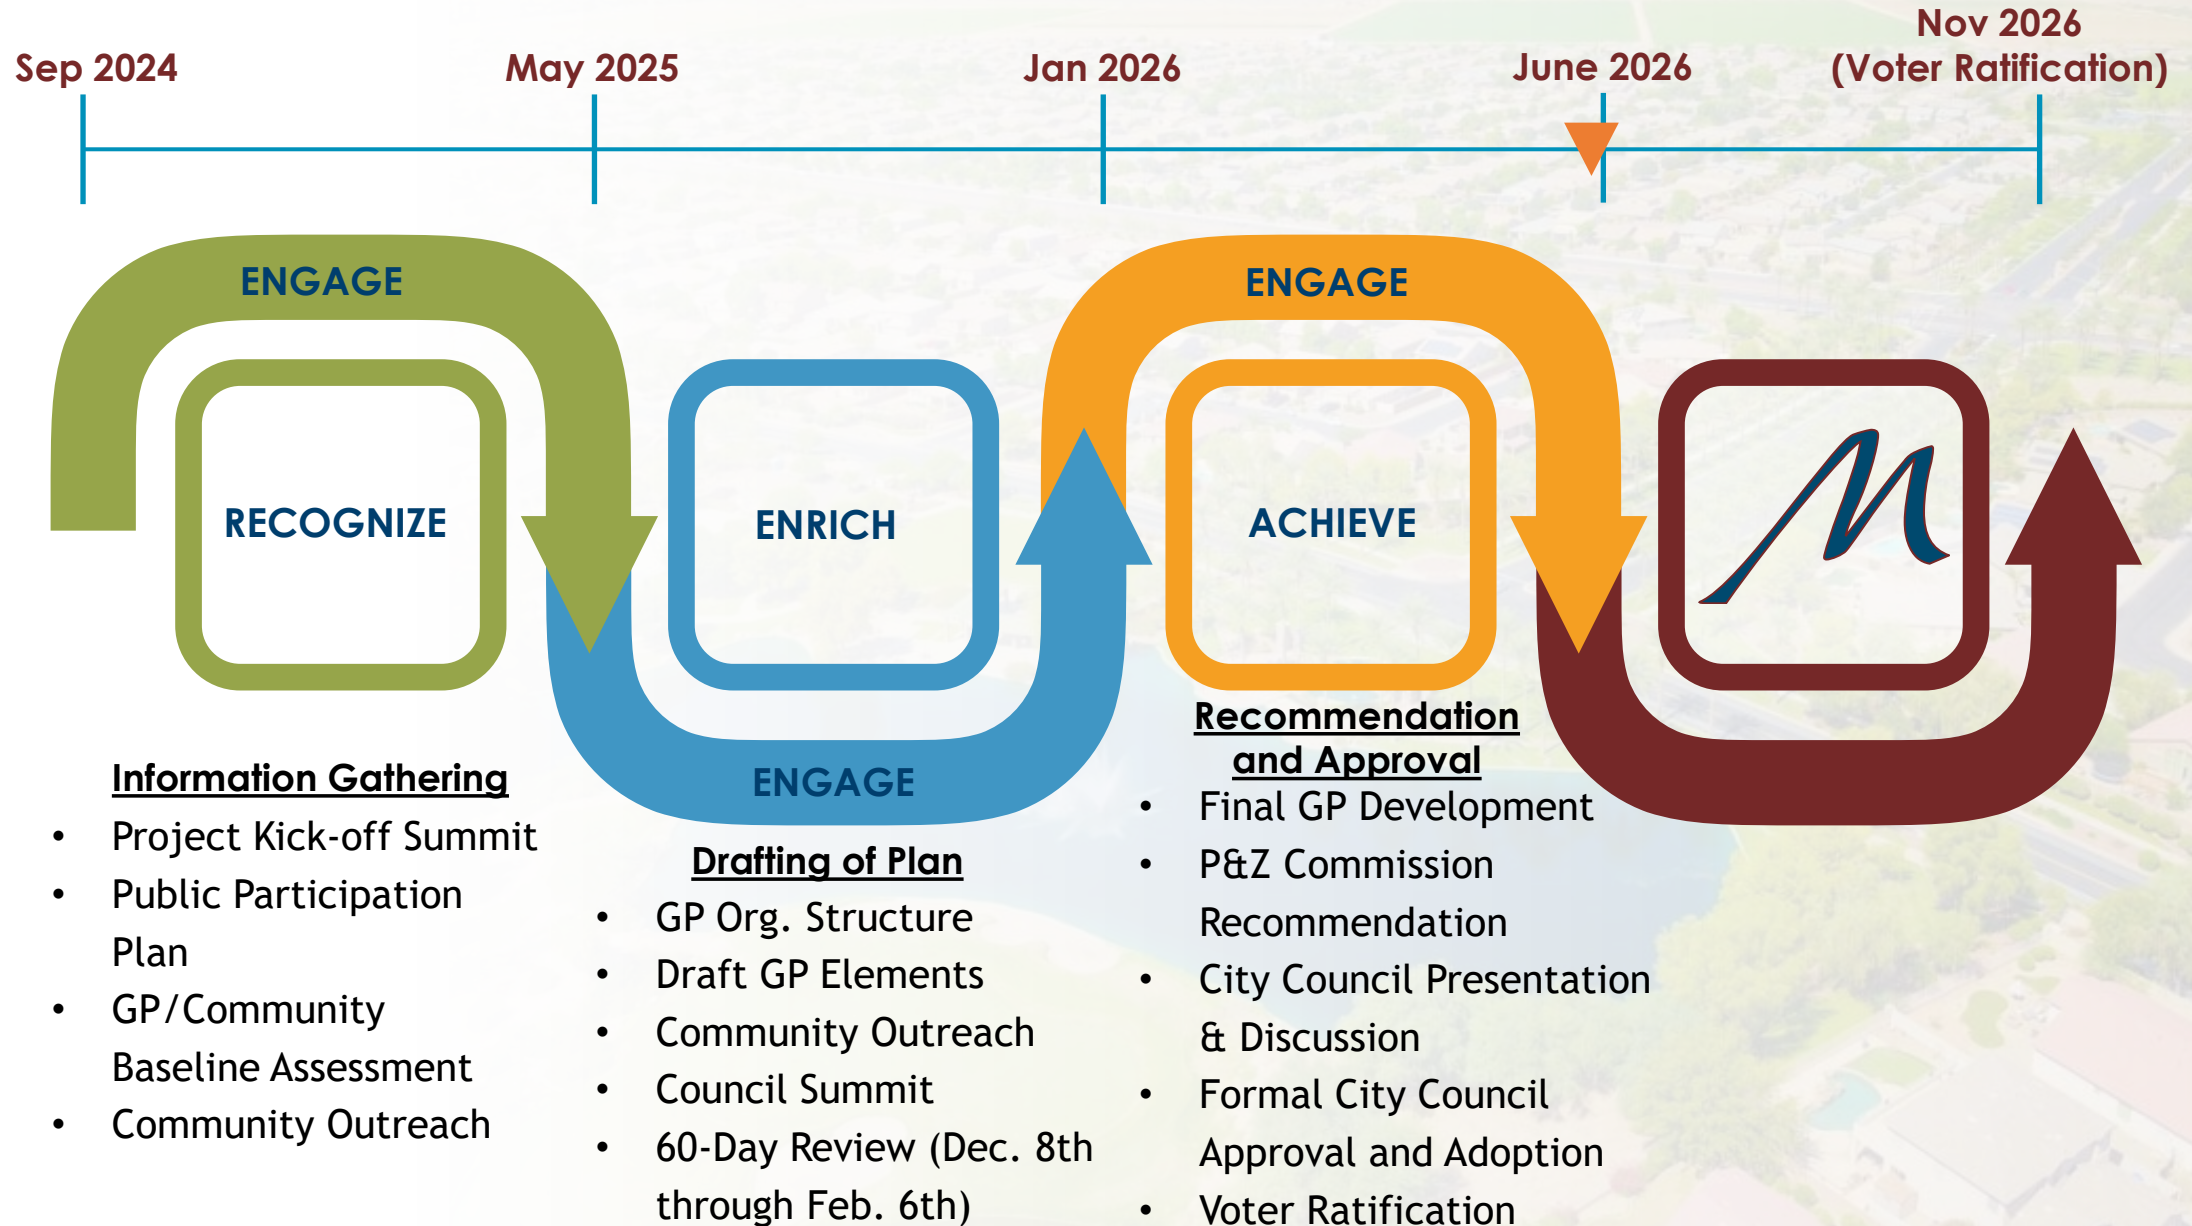 Sep 2024
May 2025
Jan 2026
June 2026
Nov 2026
(Voter Ratification)
ENGAGE
RECOGNIZE
Information Gathering
• Project Kick-off Summit
• Public Participation
Plan
• GP/Community
Baseline Assessment
• Community Outreach
ENRICH
ENGAGE
Drafting of Plan
• GP Org. Structure
• Draft GP Elements
• Community Outreach
• Council Summit
• 60-Day Review (Dec. 8th
through Feb. 6th)
ENGAGE
ACHIEVE
Recommendation
and Approval
• Final GP Development
• P&Z Commission
Recommendation
• City Council Presentation
& Discussion
• Formal City Council
Approval and Adoption
• Voter Ratification
M